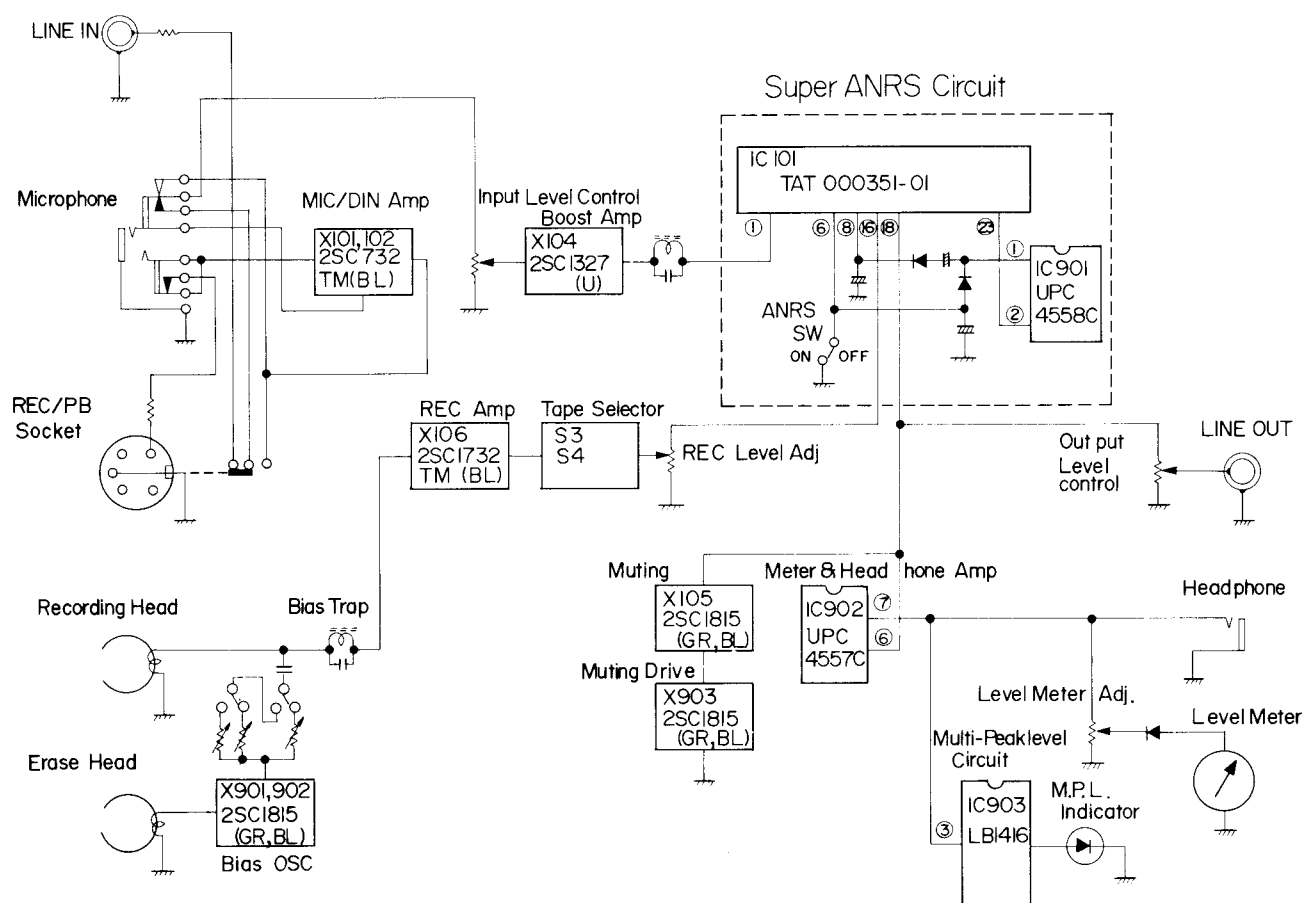 LINE IN
Super ANRS Circuit
IC 101
TAT 000351-01
Microphone
MIC/DIN Amp
X101, 102
2SC732
TM(BL)
Input Level Control
Boost Amp
X104
2SC1327
(U)
① ⑥ ⑧ ⑯ ⑱ ㉓
①
IC901
UPC
4558C
②
ANRS
SW
ON OFF
REC/PB
Socket
REC Amp
X106
2SC1732
TM (BL)
Tape Selector
S3
S4
REC Level Adj
Out put
Level
control
LINE OUT
Muting
X105
2SC1815
(GR,BL)
Muting Drive
X903
2SC1815
(GR,BL)
Meter & Head hone Amp
IC902
UPC
4557C
⑦
⑥
Headphone
Recording Head
Bias Trap
Level Meter Adj.
Level Meter
Multi-Peaklevel
Circuit
IC903
LB1416
③
M.P.L.
Indicator
Erase Head
X901,902
2SC1815
(GR,BL)
Bias OSC